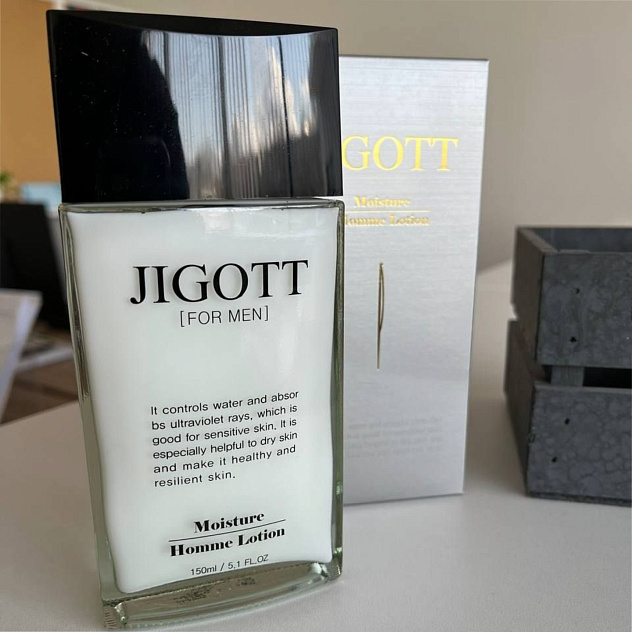 JIGOTT
[FOR MEN]
It controls water and absor
bs ultraviolet rays, which is
good for sensitive skin. It is
especially helpful to dry skin
and make it healthy and
resilient skin.
Moisture
Homme Lotion
150ml / 5.1 FL.OZ
GOTT
Moisture
Homme Lotion